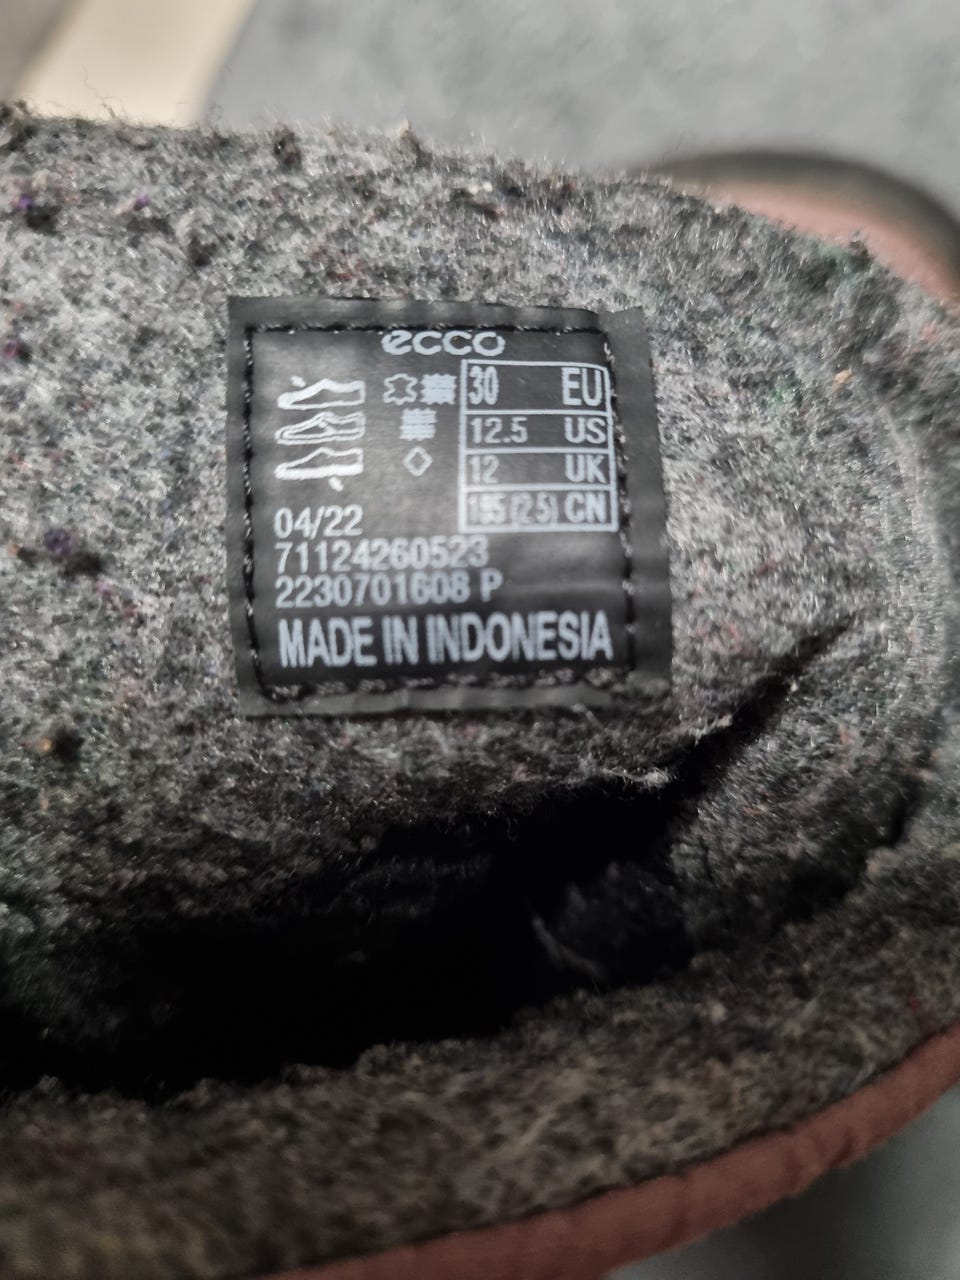 ecco
30 EU
12.5 US
12 UK
195 (2.5) CN
04/22
71124260523
2230701608 P
MADE IN INDONESIA